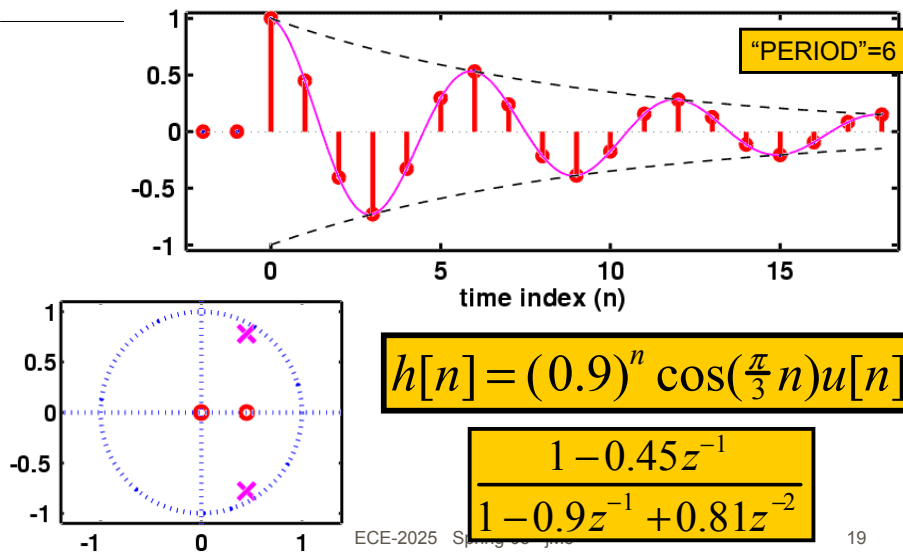 1
0.5
0
-0.5
-1
"PERIOD"=6
0 5 10 15
time index (n)
1
0.5
0
-0.5
-1
-1 0 1
h[n] = (0.9)^n cos(π/3 n)u[n]
1−0.45z^−1
1−0.9z^−1 +0.81z^−2
ECE-2025
19